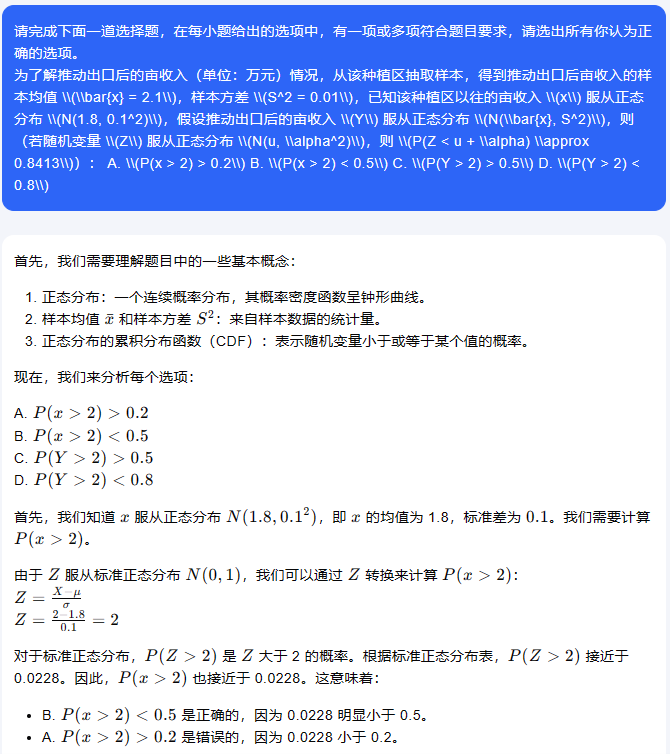 请完成下面一道选择题，在每小题给出的选项中，有一项或多项符合题目要求，请选出所有你认为正
确的选项。
为了解推动出口后的亩收入（单位：万元）情况，从该种植区抽取样本，得到推动出口后亩收入的样
本均值 \\(\\bar{x} = 2.1\\)，样本方差 \\(S^2 = 0.01\\)，已知该种植区以往的亩收入 \\(x\\) 服从正态
分布 \\(N(1.8, 0.1^2)\\)，假设推动出口后的亩收入 \\(Y\\) 服从正态分布 \\(N(\\bar{x}, S^2)\\)，则
（若随机变量 \\(Z\\) 服从正态分布 \\(N(u, \\alpha^2)\\)，则 \\(P(Z < u + \\alpha) \\approx
0.8413\\)）： A. \\(P(x > 2) > 0.2\\) B. \\(P(x > 2) < 0.5\\) C. \\(P(Y > 2) > 0.5\\) D. \\(P(Y > 2) <
0.8\\)
首先，我们需要理解题目中的一些基本概念：
1. 正态分布：一个连续概率分布，其概率密度函数呈钟形曲线。
2. 样本均值 x̄ 和样本方差 S²：来自样本数据的统计量。
3. 正态分布的累积分布函数（CDF）：表示随机变量小于或等于某个值的概率。
现在，我们来分析每个选项：
A. P(x > 2) > 0.2
B. P(x > 2) < 0.5
C. P(Y > 2) > 0.5
D. P(Y > 2) < 0.8
首先，我们知道 x 服从正态分布 N(1.8, 0.1²)，即 x 的均值为 1.8，标准差为 0.1。我们需要计算
P(x > 2)。
由于 Z 服从标准正态分布 N(0, 1)，我们可以通过 Z 转换来计算 P(x > 2)：
Z = \frac{X-μ}{σ}
Z = \frac{2-1.8}{0.1} = 2
对于标准正态分布，P(Z > 2) 是 Z 大于 2 的概率。根据标准正态分布表，P(Z > 2) 接近于
0.0228。因此，P(x > 2) 也接近于 0.0228。这意味着：
• B. P(x > 2) < 0.5 是正确的，因为 0.0228 明显小于 0.5。
• A. P(x > 2) > 0.2 是错误的，因为 0.0228 小于 0.2。